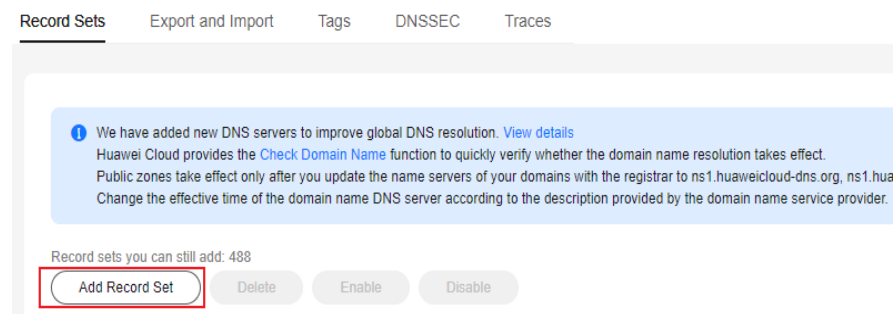 Record Sets Export and Import Tags DNSSEC Traces
We have added new DNS servers to improve global DNS resolution. View details
Huawei Cloud provides the Check Domain Name function to quickly verify whether the domain name resolution takes effect.
Public zones take effect only after you update the name servers of your domains with the registrar to ns1.huaweicloud-dns.org, ns1.hua
Change the effective time of the domain name DNS server according to the description provided by the domain name service provider.
Record sets you can still add: 488
Add Record Set Delete Enable Disable